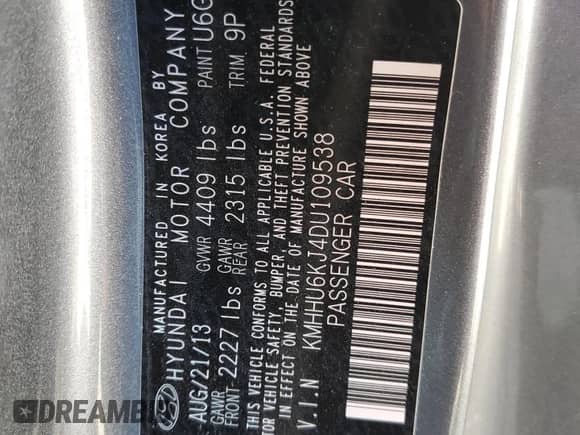 MANUFACTURED IN KOREA BY
HYUNDAI MOTOR COMPANY
AUG/21/13 GVWR 4409 lbs PAINT U6G
GAWR FRONT 2227 lbs GAWR REAR 2315 lbs TRIM 9P
THIS VEHICLE CONFORMS TO ALL APPLICABLE U.S.A. FEDERAL
MOTOR VEHICLE SAFETY, BUMPER, AND THEFT PREVENTION STANDARDS
IN EFFECT ON THE DATE OF MANUFACTURE SHOWN ABOVE
V.I.N KMHHU6KJ4DU109538
PASSENGER CAR
DREAMBI